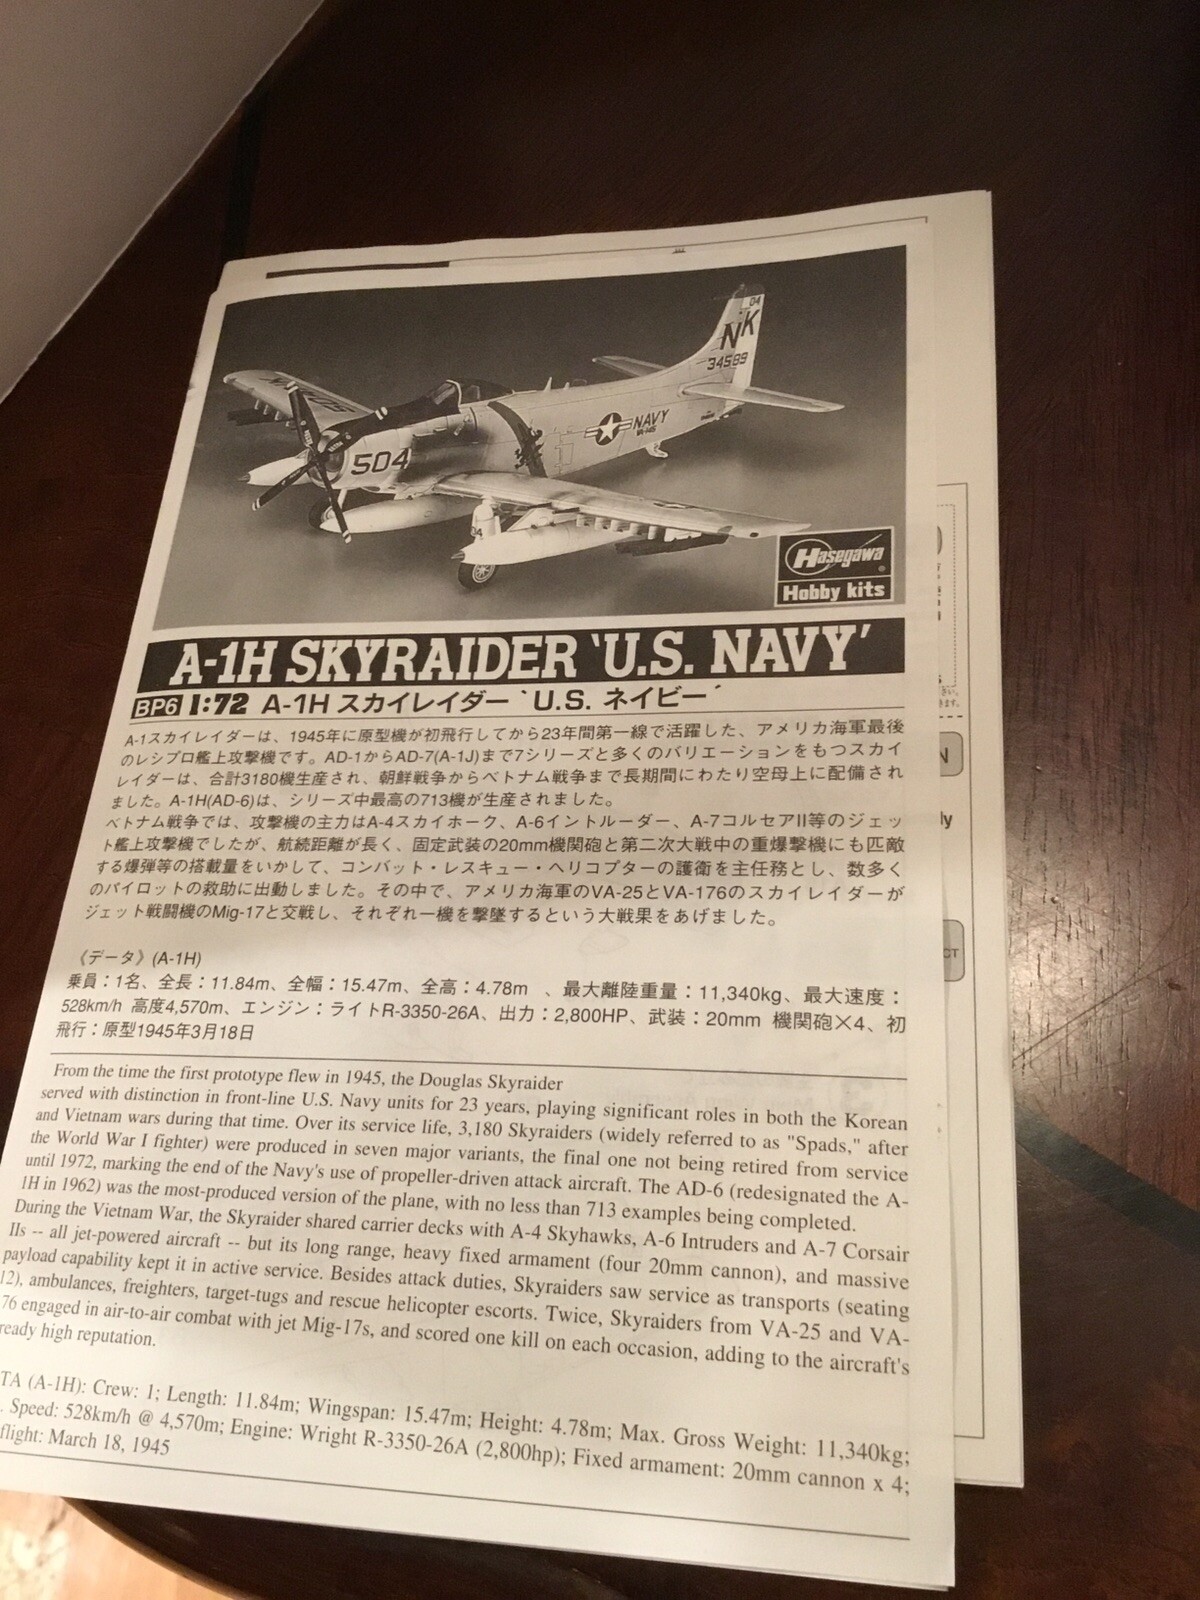 04
NK
34589
NAVY
504
Hasegawa
Hobby kits
A-1H SKYRAIDER 'U.S. NAVY'
BP6 1:72 A-1H スカイレイダー 'U.S. ネイビー'
A-1スカイレイダーは、1945年に原型機が初飛行してから23年間第一線で活躍した、アメリカ海軍最後
のレシプロ艦上攻撃機です。AD-1からAD-7(A-1J)まで7シリーズと多くのバリエーションをもつスカイ
レイダーは、合計3180機生産され、朝鮮戦争からベトナム戦争まで長期間にわたり空母上に配備され
ました。A-1H(AD-6)は、シリーズ中最高の713機が生産されました。
ベトナム戦争では、攻撃機の主力はA-4スカイホーク、A-6イントルーダー、A-7コルセアII等のジェッ
ト艦上攻撃機でしたが、航続距離が長く、固定武装の20mm機関砲と第二次大戦中の重爆撃機にも匹敵
する爆弾等の搭載量をいかして、コンバット・レスキュー・ヘリコプターの護衛を主任務とし、数多く
のパイロットの救助に出動しました。その中で、アメリカ海軍のVA-25とVA-176のスカイレイダーが
ジェット戦闘機のMig-17と交戦し、それぞれ一機を撃墜するという大戦果をあげました。
《データ》(A-1H)
乗員：1名、全長：11.84m、全幅：15.47m、全高：4.78m 、最大離陸重量：11,340kg、最大速度：
528km/h 高度4,570m、エンジン：ライトR-3350-26A、出力：2,800HP、武装：20mm 機関砲×4、初
飛行：原型1945年3月18日
From the time the first prototype flew in 1945, the Douglas Skyraider
served with distinction in front-line U.S. Navy units for 23 years, playing significant roles in both the Korean
and Vietnam wars during that time. Over its service life, 3,180 Skyraiders (widely referred to as "Spads," after
the World War I fighter) were produced in seven major variants, the final one not being retired from service
until 1972, marking the end of the Navy's use of propeller-driven attack aircraft. The AD-6 (redesignated the A-
1H in 1962) was the most-produced version of the plane, with no less than 713 examples being completed.
During the Vietnam War, the Skyraider shared carrier decks with A-4 Skyhawks, A-6 Intruders and A-7 Corsair
IIs -- all jet-powered aircraft -- but its long range, heavy fixed armament (four 20mm cannon), and massive
payload capability kept it in active service. Besides attack duties, Skyraiders saw service as transports (seating
12), ambulances, freighters, target-tugs and rescue helicopter escorts. Twice, Skyraiders from VA-25 and VA-
76 engaged in air-to-air combat with jet Mig-17s, and scored one kill on each occasion, adding to the aircraft's
ready high reputation.
TA (A-1H): Crew: 1; Length: 11.84m; Wingspan: 15.47m; Height: 4.78m; Max. Gross Weight: 11,340kg;
. Speed: 528km/h @ 4,570m; Engine: Wright R-3350-26A (2,800hp); Fixed armament: 20mm cannon x 4;
flight: March 18, 1945